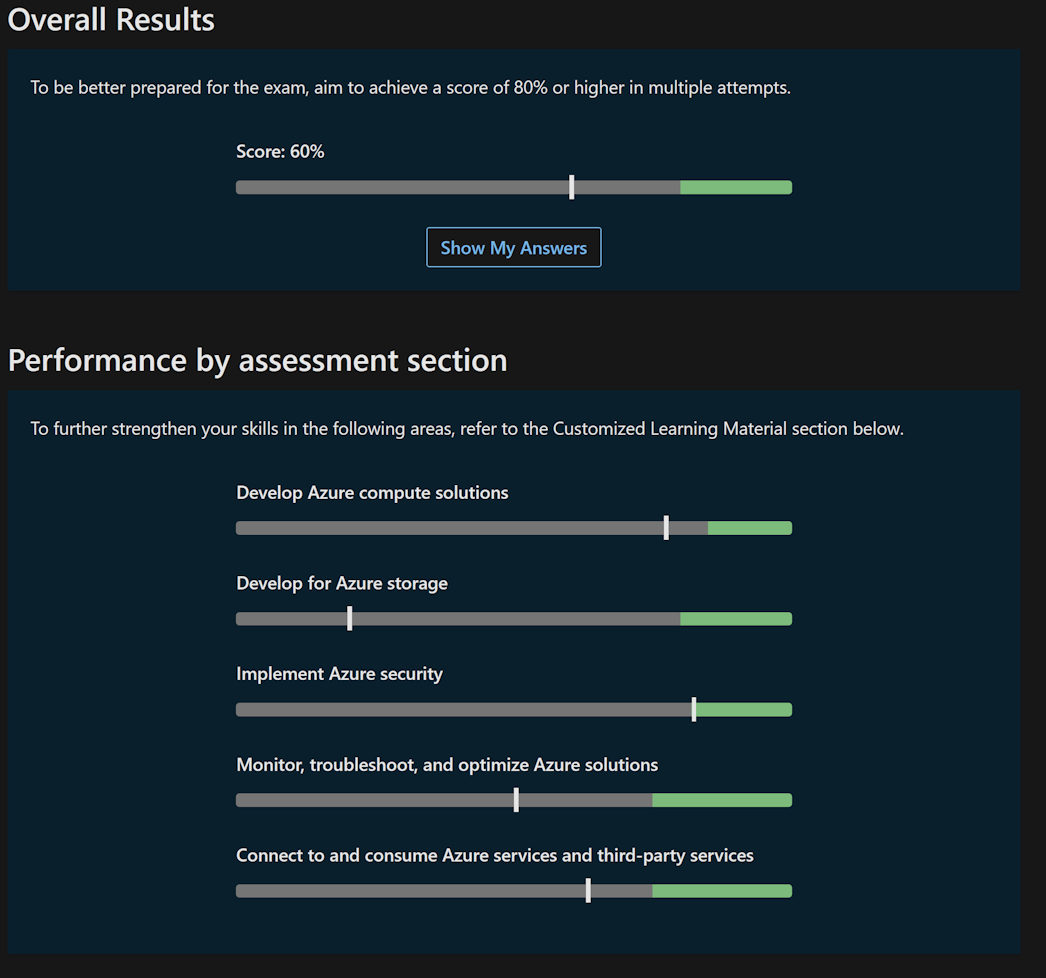 Overall Results
To be better prepared for the exam, aim to achieve a score of 80% or higher in multiple attempts.
Score: 60%
Show My Answers
Performance by assessment section
To further strengthen your skills in the following areas, refer to the Customized Learning Material section below.
Develop Azure compute solutions
Develop for Azure storage
Implement Azure security
Monitor, troubleshoot, and optimize Azure solutions
Connect to and consume Azure services and third-party services